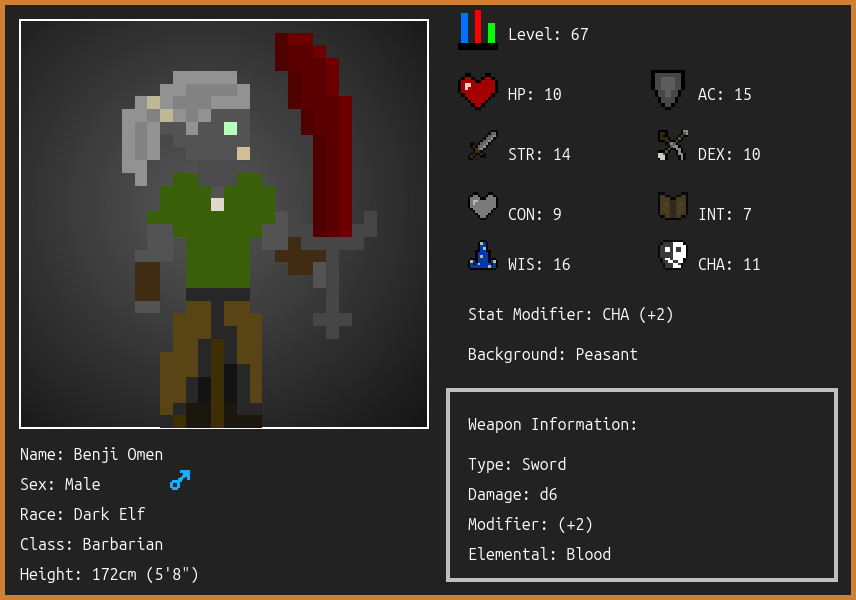 Level: 67
HP: 10
AC: 15
STR: 14
DEX: 10
CON: 9
INT: 7
WIS: 16
CHA: 11
Stat Modifier: CHA (+2)
Background: Peasant
Weapon Information:
Type: Sword
Damage: d6
Modifier: (+2)
Elemental: Blood
Name: Benji Omen
Sex: Male
Race: Dark Elf
Class: Barbarian
Height: 172cm (5'8")